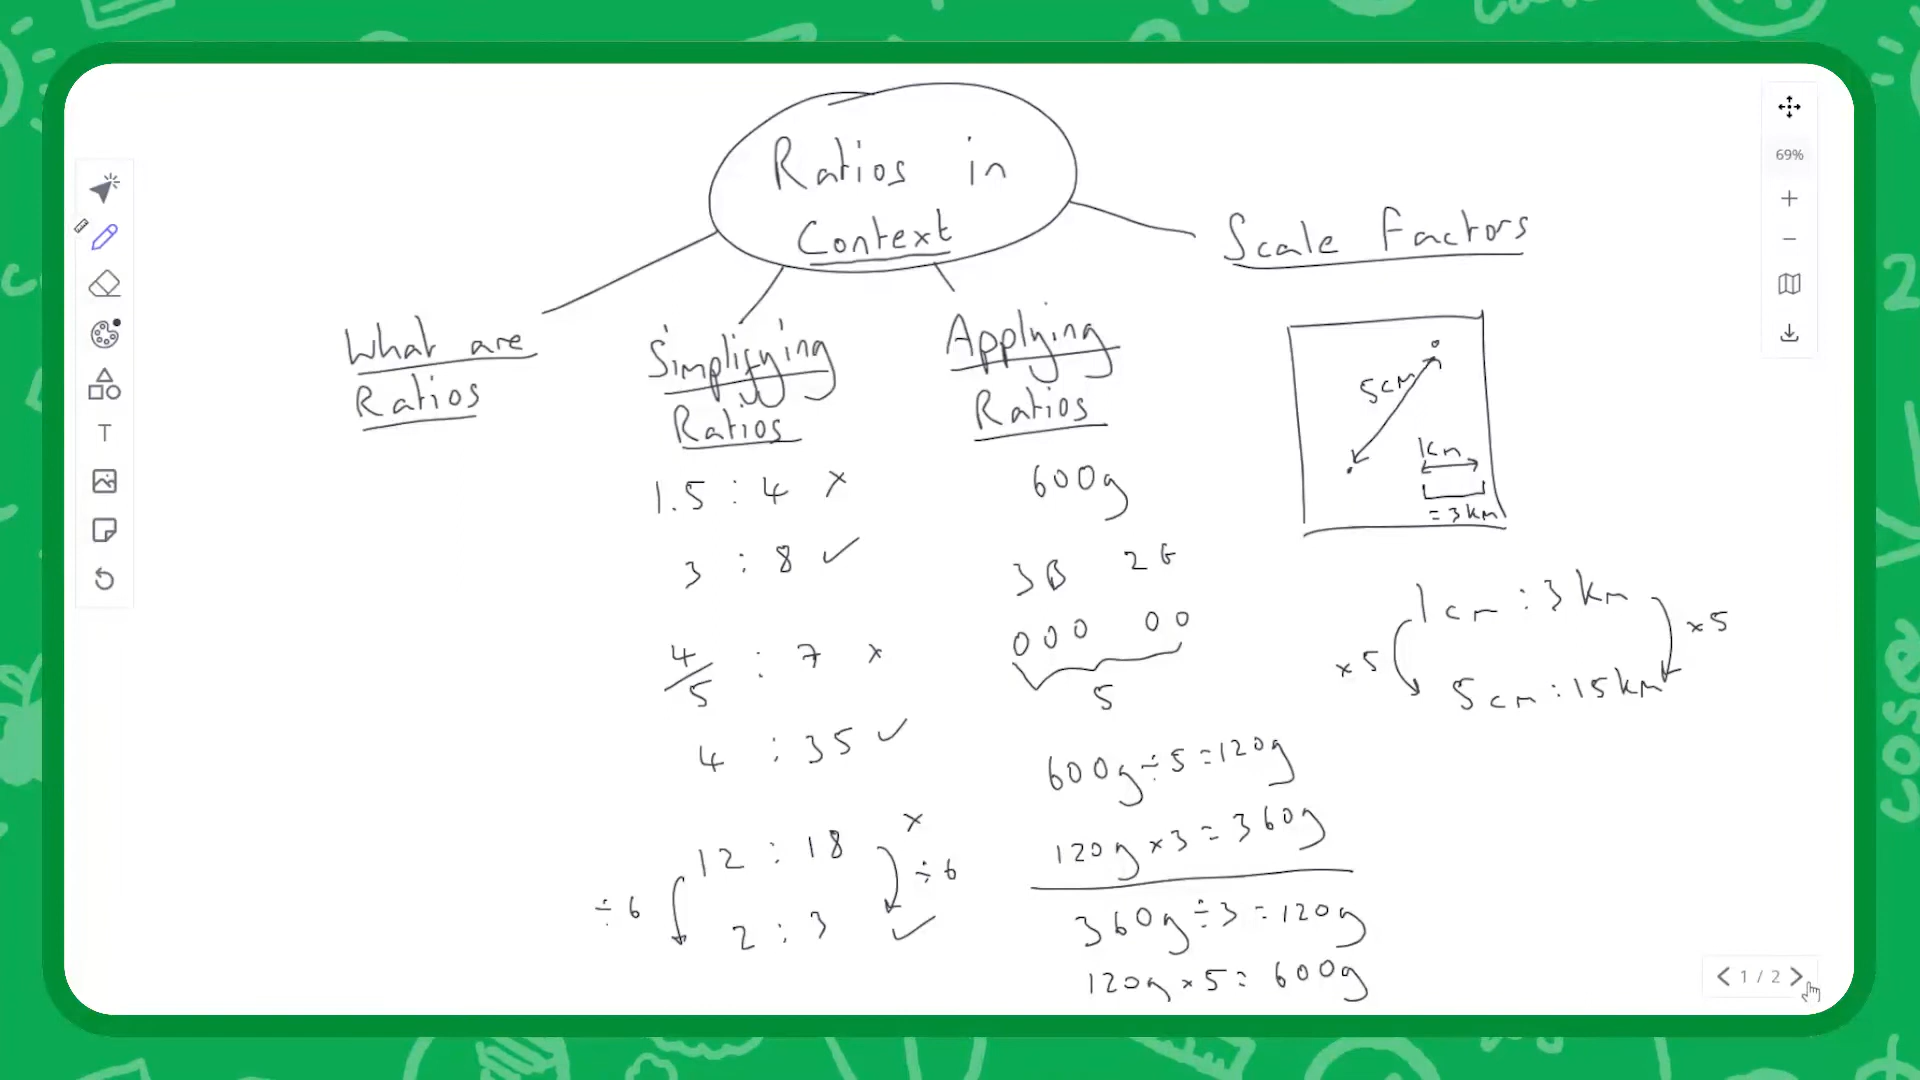 Ratios in
Context
What are
Ratios
Simplifying
Ratios
1.5 : 4 x
3 : 8 ✓
4/5 : 7 x
4 : 35 ✓
12 : 18 x
÷6
÷6
2 : 3 ✓
Applying
Ratios
600g
3B 2G
000 00
5
600g÷5=120g
120g×3=360g
360g÷3=120g
120g×5=600g
Scale Factors
5cm
1cm
=3km
1cm:3km
×5
×5
5cm:15km
69%
T
1 / 2